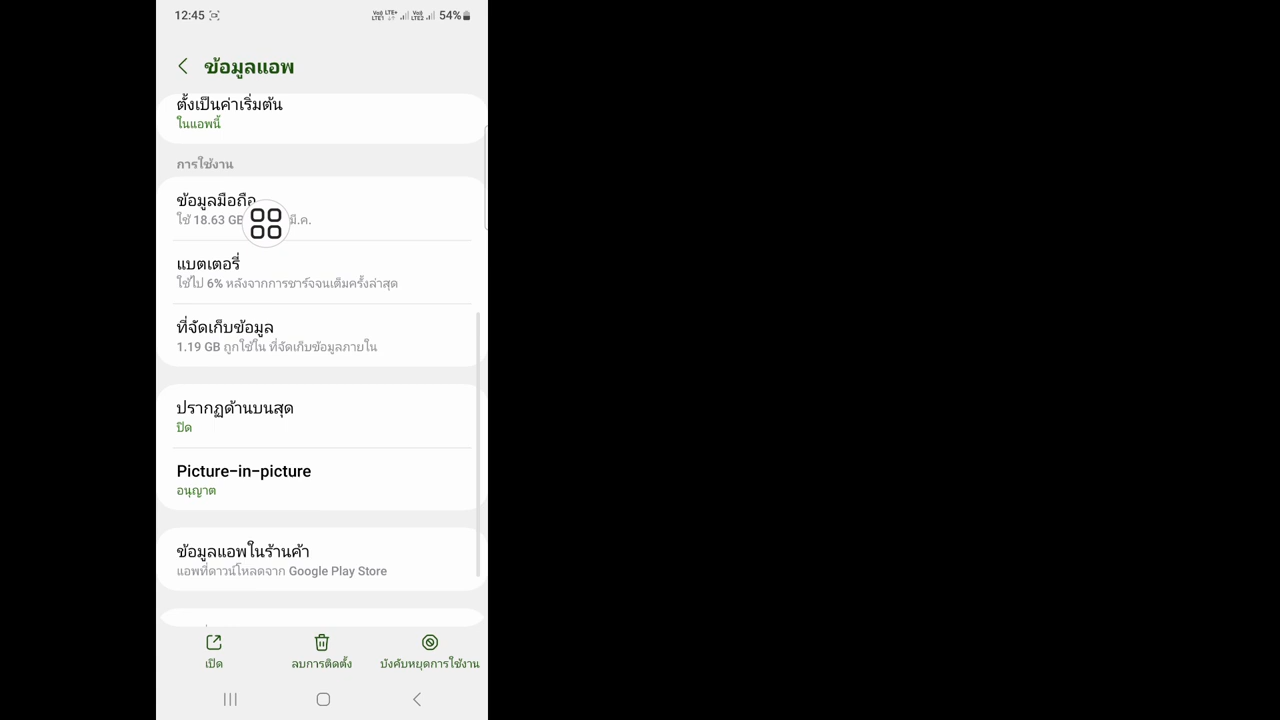 12:45
54%
ข้อมูลแอพ
ตั้งเป็นค่าเริ่มต้น
ในแอพนี้
การใช้งาน
ข้อมูลมือถือ
ใช้ 18.63 GB มี.ค.
แบตเตอรี่
ใช้ไป 6% หลังจากการชาร์จจนเต็มครั้งล่าสุด
ที่จัดเก็บข้อมูล
1.19 GB ถูกใช้ใน ที่จัดเก็บข้อมูลภายใน
ปรากฏด้านบนสุด
ปิด
Picture-in-picture
อนุญาต
ข้อมูลแอพในร้านค้า
แอพที่ดาวน์โหลดจาก Google Play Store
เปิด
ลบการติดตั้ง
บังคับหยุดการใช้งาน